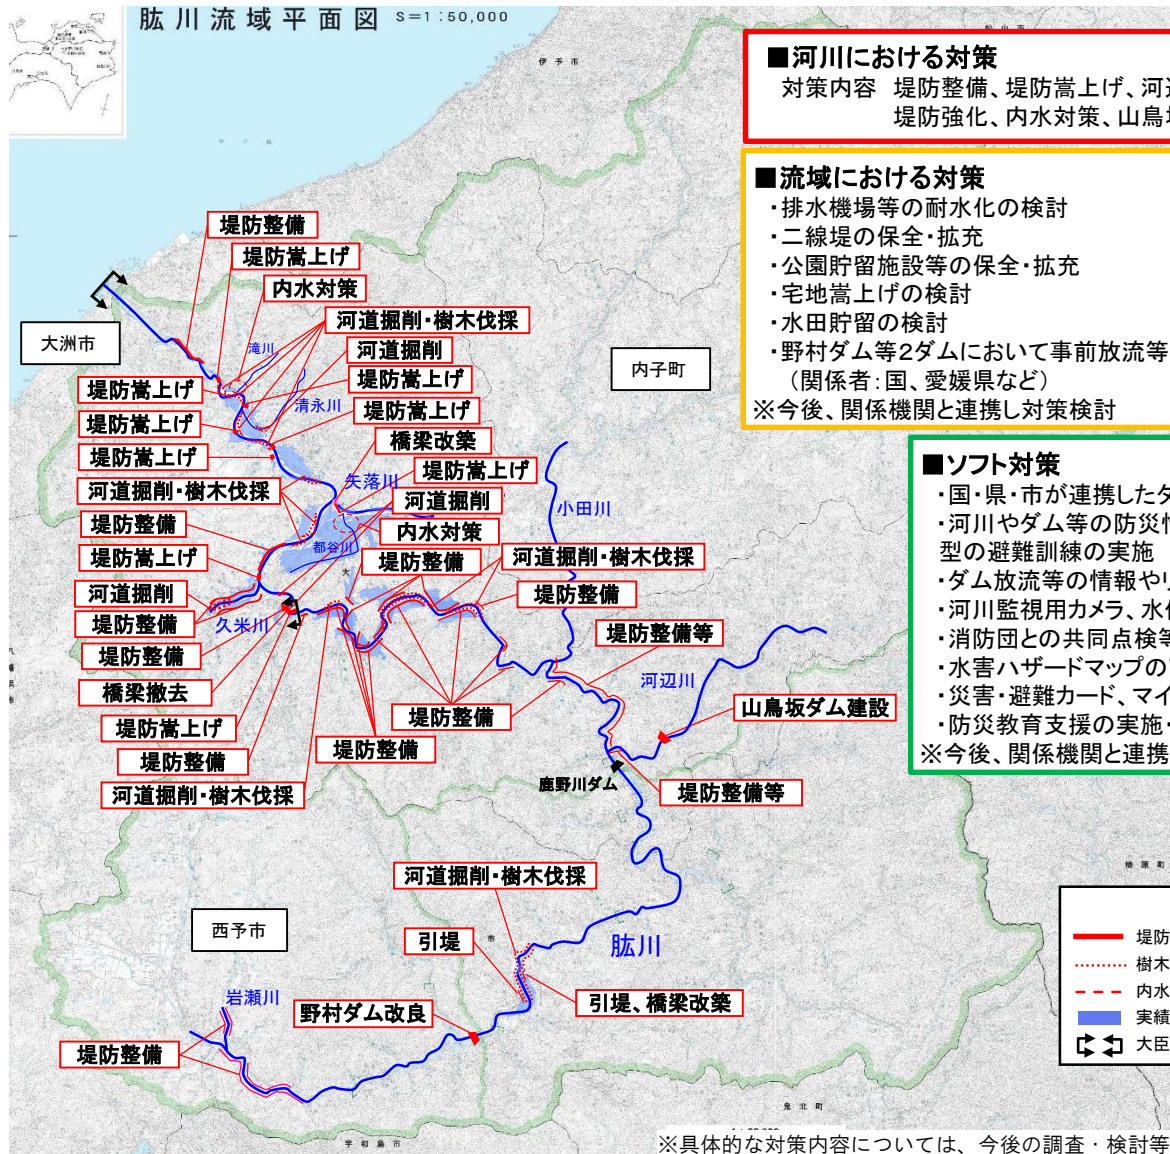 肱川流域平面図 S=1:50,000
伊予市
■河川における対策
対策内容 堤防整備、堤防嵩上げ、河
堤防強化、内水対策、山鳥
■流域における対策
・排水機場等の耐水化の検討
・二線堤の保全・拡充
・公園貯留施設等の保全・拡充
・宅地嵩上げの検討
・水田貯留の検討
・野村ダム等2ダムにおいて事前放流等
（関係者：国、愛媛県など）
※今後、関係機関と連携し対策検討
■ソフト対策
・国・県・市が連携した
・河川やダム等の防災
型の避難訓練の実施
・ダム放流等の情報や
・河川監視用カメラ、水
・消防団との共同点検等
・水害ハザードマップの
・災害・避難カード、マイ
・防災教育支援の実施・
※今後、関係機関と連携
堤防整備
堤防嵩上げ
内水対策
河道掘削・樹木伐採
大洲市
滝川
河道掘削
内子町
堤防嵩上げ
堤防嵩上げ
清永川
堤防嵩上げ
堤防嵩上げ
橋梁改築
堤防嵩上げ
堤防嵩上げ
矢落川
河道掘削・樹木伐採
河道掘削
小田川
堤防整備
内水対策
都谷川
堤防嵩上げ
堤防整備
河道掘削・樹木伐採
大
河道掘削
堤防整備
堤防整備
久米川
堤防整備等
堤防整備
河辺川
橋梁撤去
山鳥坂ダム建設
堤防嵩上げ
堤防整備
堤防整備
堤防整備
鹿野川ダム
河道掘削・樹木伐採
堤防整備等
梼原町
河道掘削・樹木伐採
西予市
引堤
市
肱川
岩瀬川
引堤、橋梁改築
野村ダム改良
堤防整備
堤防
樹木
内水
実績
大臣
鬼北町
宇和島市
※具体的な対策内容については、今後の調査・検討等